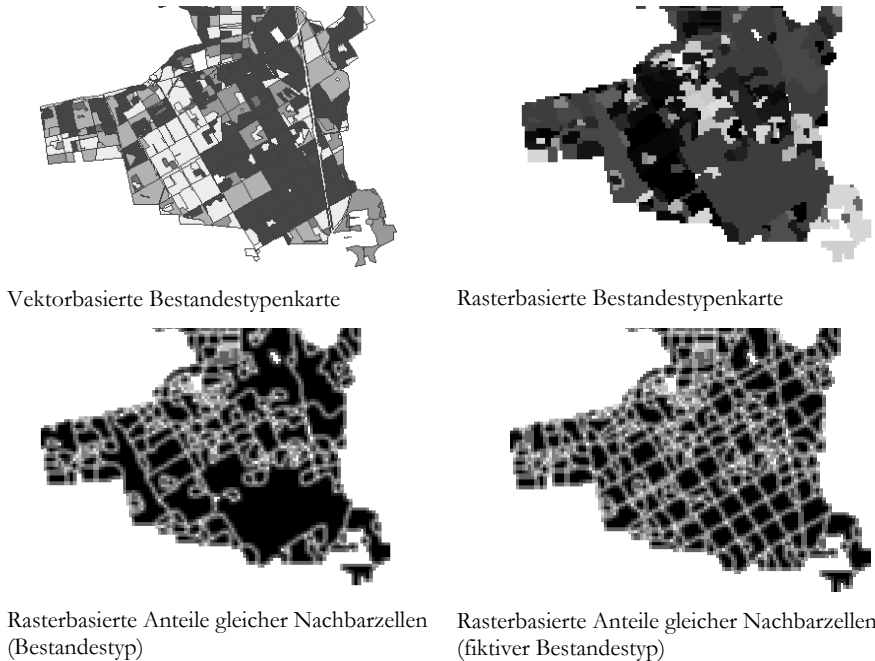 Vektorbasierte Bestandestypenkarte
Rasterbasierte Bestandestypenkarte
Rasterbasierte Anteile gleicher Nachbarzellen
(Bestandestyp)
Rasterbasierte Anteile gleicher Nachbarzellen
(fiktiver Bestandestyp)